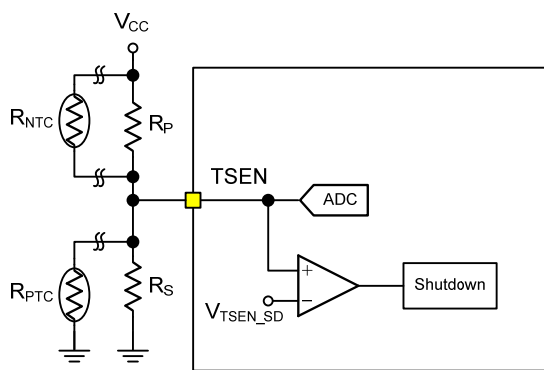 VCC
RNTC
RP
TSEN
ADC
RPTC
RS
+
−
VTSEN_SD
Shutdown